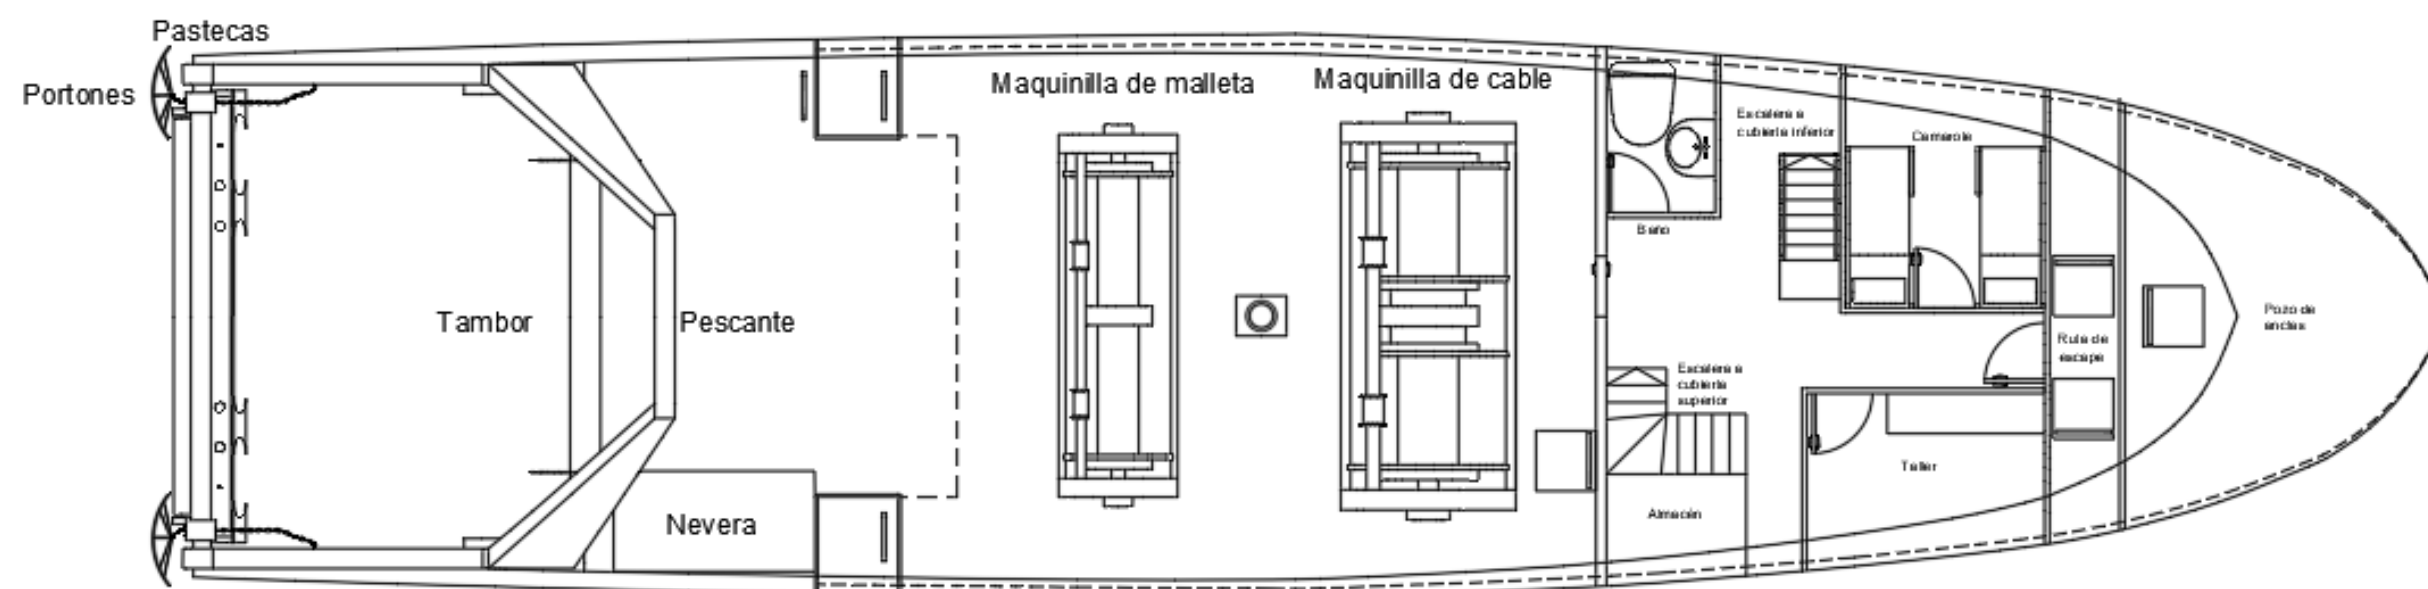 Pastecas
Portones
Maquinilla de malleta
Maquinilla de cable
Escalera a
cubierta inferior
Camarote
Baño
Tambor
Pescante
Pozo de
anclas
Ruta de
escape
Escalera a
cubierta
superior
Taller
Nevera
Almacén